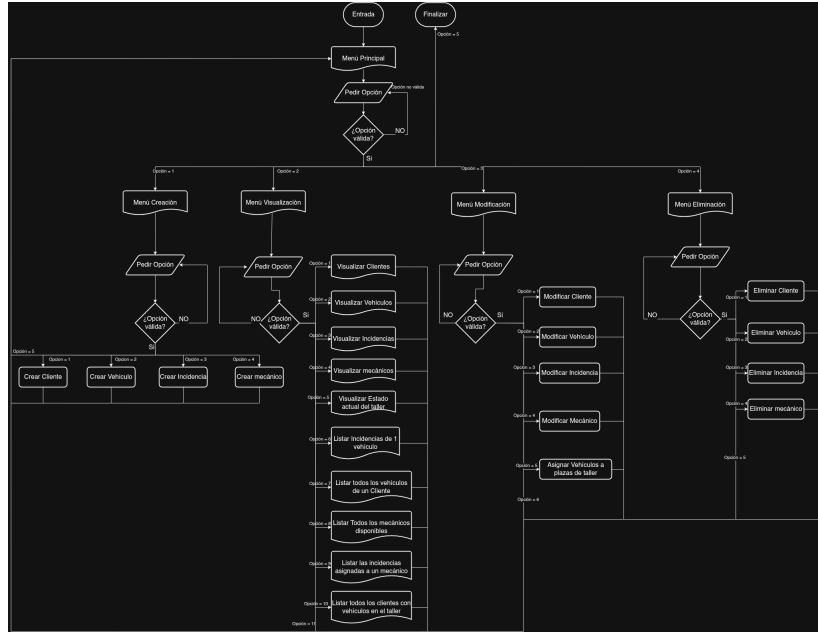 Entrada
Finalizar
Opción = 5
Menú Principal
Pedir Opción
Opción no válida
¿Opción
válida?
NO
Si
Opción = 1
Opción = 2
Opción = 3
Opción = 4
Menú Creación
Menú Visualización
Menú Modificación
Menú Eliminación
Pedir Opción
¿Opción
válida?
NO
Si
Opción = 5
Opción = 1
Opción = 2
Opción = 3
Opción = 4
Crear Cliente
Crear Vehículo
Crear Incidencia
Crear mecánico
Pedir Opción
¿Opción
válida?
NO
Si
Opción = 1
Visualizar Clientes
Opción = 2
Visualizar Vehículos
Opción = 3
Visualizar Incidencias
Opción = 4
Visualizar mecánicos
Opción = 5
Visualizar Estado
actual del taller
Opción = 6
Listar Incidencias de 1
vehículo
Opción = 7
Listar todos los vehículos
de un Cliente
Opción = 8
Listar Todos los mecánicos
disponibles
Opción = 9
Listar las incidencias
asignadas a un mecánico
Opción = 10
Listar todos los clientes con
vehículos en el taller
Opción = 11
Pedir Opción
¿Opción
válida?
NO
Si
Opción = 1
Modificar Cliente
Opción = 2
Modificar Vehículo
Opción = 3
Modificar Incidencia
Opción = 4
Modificar Mecánico
Opción = 5
Asignar Vehículos a
plazas de taller
Opción = 6
Pedir Opción
¿Opción
válida?
NO
Si
Opción = 1
Eliminar Cliente
Opción = 2
Eliminar Vehículo
Opción = 3
Eliminar Incidencia
Opción = 4
Eliminar mecánico
Opción = 5